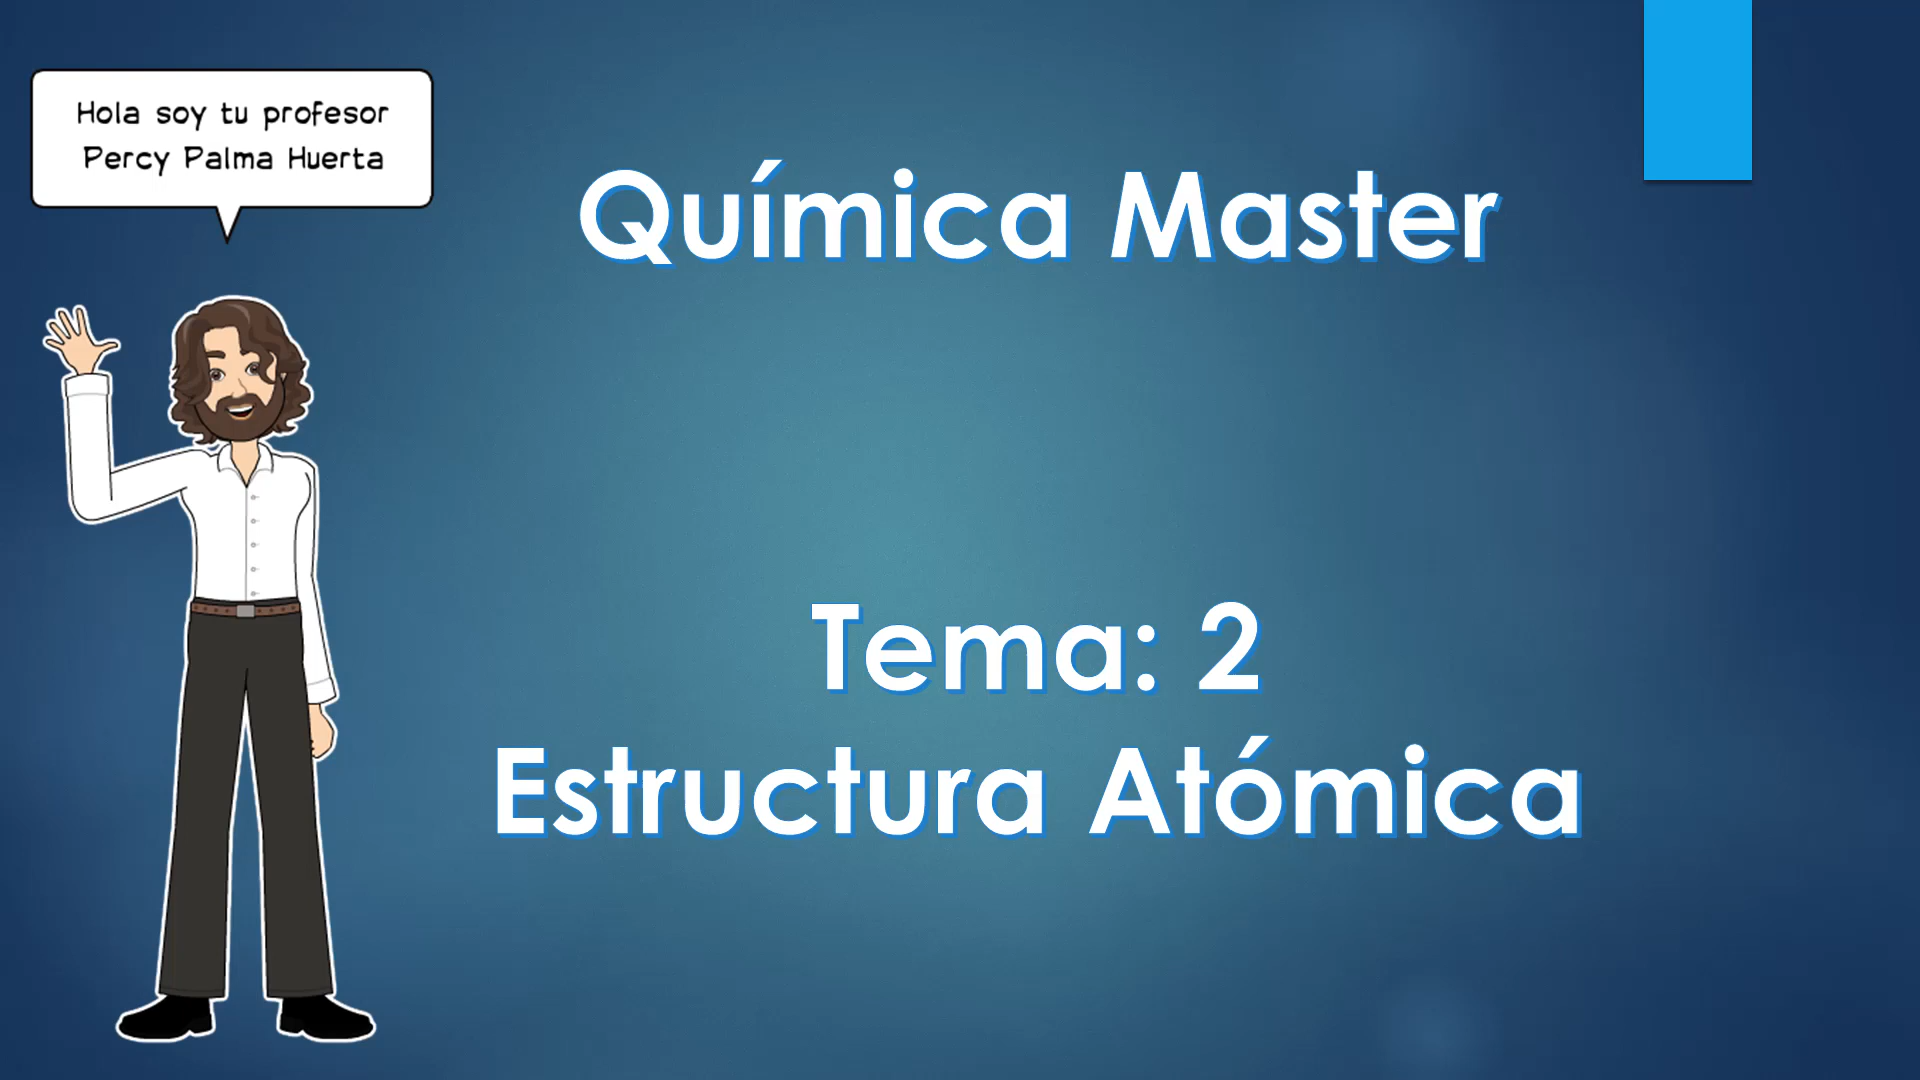 Hola soy tu profesor
Percy Palma Huerta
Química Master
Tema: 2
Estructura Atómica